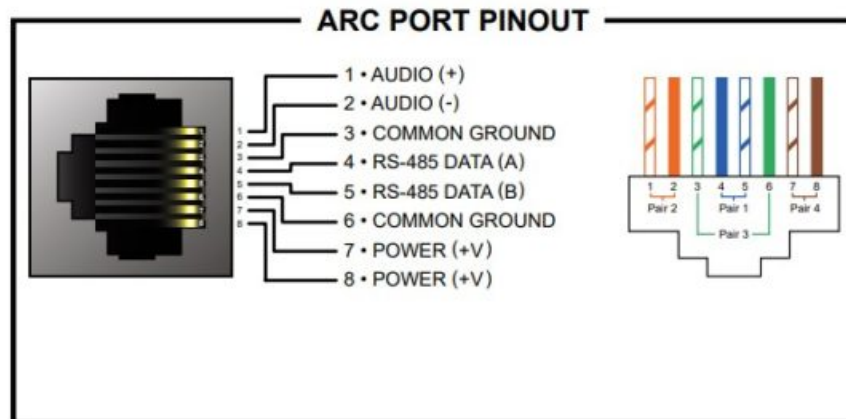 ARC PORT PINOUT
1 • AUDIO (+)
2 • AUDIO (-)
3 • COMMON GROUND
4 • RS-485 DATA (A)
5 • RS-485 DATA (B)
6 • COMMON GROUND
7 • POWER (+V)
8 • POWER (+V)
1
2
3
4
5
6
7
8
1 2 3 4 5 6 7 8
Pair 2 Pair 1 Pair 4
Pair 3